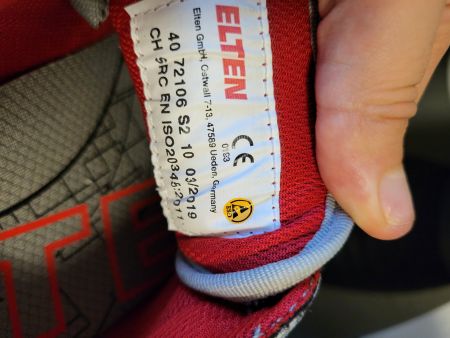 ELTEN
CE
0193
ESD
Elten GmbH, Ostwall 7-13, 47589 Uedem, Germany
40 72106 S2 10 03/2019
CH SRC EN ISO20345:2011
TE